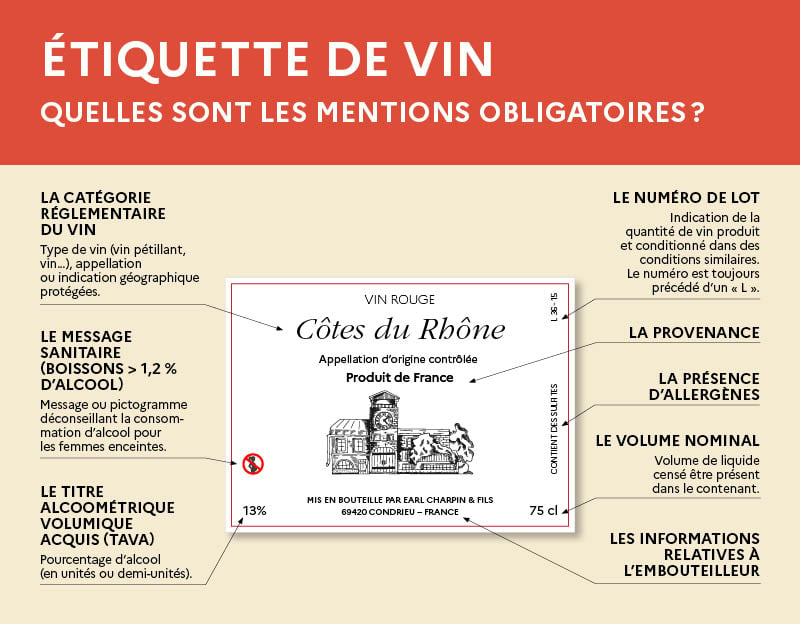 ÉTIQUETTE DE VIN
QUELLES SONT LES MENTIONS OBLIGATOIRES ?
LA CATÉGORIE
RÉGLEMENTAIRE
DU VIN
Type de vin (vin pétillant,
vin...), appellation
ou indication géographique
protégées.
LE MESSAGE
SANITAIRE
(BOISSONS > 1,2 %
D'ALCOOL)
Message ou pictogramme
déconseillant la consom-
mation d'alcool pour
les femmes enceintes.
LE TITRE
ALCOOMÉTRIQUE
VOLUMIQUE
ACQUIS (TAVA)
Pourcentage d'alcool
(en unités ou demi-unités).
VIN ROUGE
Côtes du Rhône
Appellation d'origine contrôlée
Produit de France
MIS EN BOUTEILLE PAR EARL CHARPIN & FILS
69420 CONDRIEU – FRANCE
13%
75 cl
L 36 - 15
CONTIENT DES SULFITES
LE NUMÉRO DE LOT
Indication de la
quantité de vin produit
et conditionné dans des
conditions similaires.
Le numéro est toujours
précédé d'un « L ».
LA PROVENANCE
LA PRÉSENCE
D'ALLERGÈNES
LE VOLUME NOMINAL
Volume de liquide
censé être présent
dans le contenant.
LES INFORMATIONS
RELATIVES À
L'EMBOUTEILLEUR